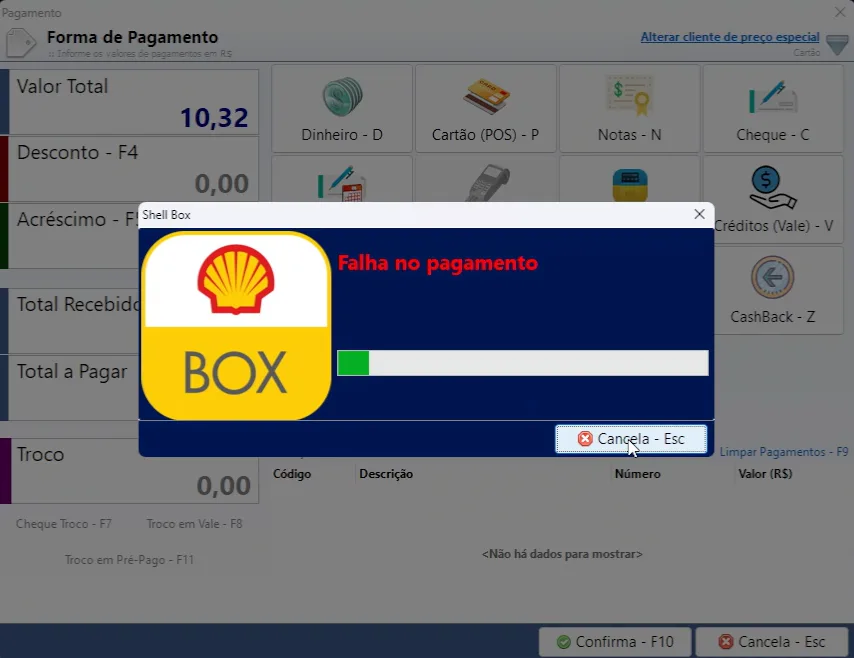 Pagamento
Forma de Pagamento
:: Informe os valores de pagamentos em R$
Alterar cliente de preço especial
Cartão
Valor Total
10,32
Desconto - F4
0,00
Acréscimo - F5
Total Recebido
Total a Pagar
Troco
0,00
Cheque Troco - F7
Troco em Vale - F8
Troco em Pré-Pago - F11
Dinheiro - D
Cartão (POS) - P
Notas - N
Cheque - C
Créditos (Vale) - V
CashBack - Z
Shell Box
Falha no pagamento
BOX
Cancela - Esc
Limpar Pagamentos - F9
Código
Descrição
Número
Valor (R$)
<Não há dados para mostrar>
Confirma - F10
Cancela - Esc